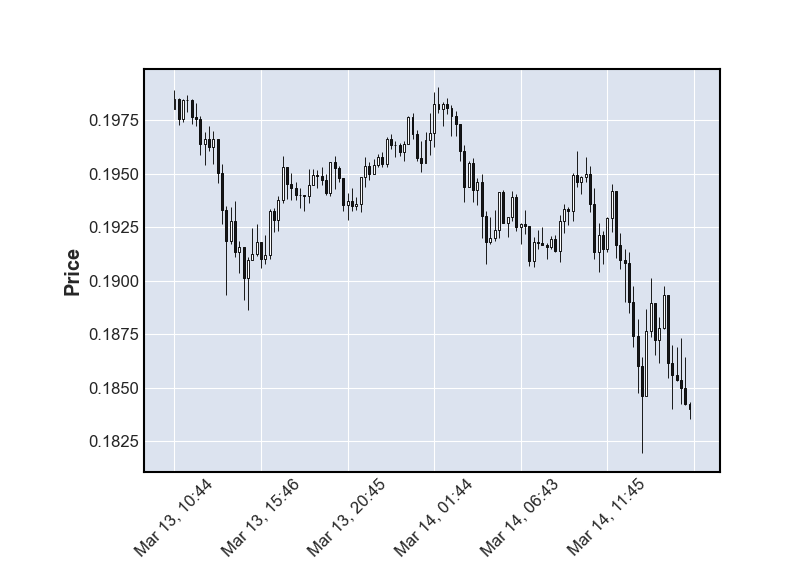 0.1975
0.1950
0.1925
0.1900
0.1875
0.1850
0.1825
Price
Mar 13, 10:44
Mar 13, 15:46
Mar 13, 20:45
Mar 14, 01:44
Mar 14, 06:43
Mar 14, 11:45